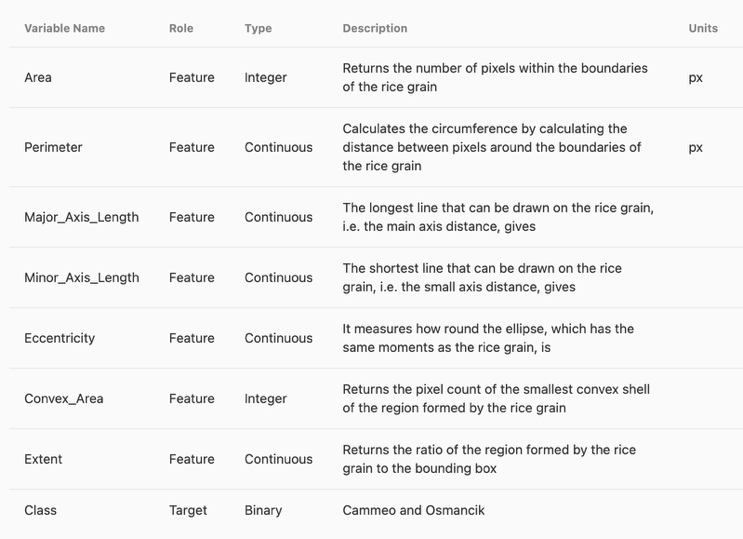 Variable Name Role Type Description Units
Area Feature Integer Returns the number of pixels within the boundaries px
of the rice grain
Perimeter Feature Continuous Calculates the circumference by calculating the px
distance between pixels around the boundaries of
the rice grain
Major_Axis_Length Feature Continuous The longest line that can be drawn on the rice grain,
i.e. the main axis distance, gives
Minor_Axis_Length Feature Continuous The shortest line that can be drawn on the rice
grain, i.e. the small axis distance, gives
Eccentricity Feature Continuous It measures how round the ellipse, which has the
same moments as the rice grain, is
Convex_Area Feature Integer Returns the pixel count of the smallest convex shell
of the region formed by the rice grain
Extent Feature Continuous Returns the ratio of the region formed by the rice
grain to the bounding box
Class Target Binary Cammeo and Osmancik